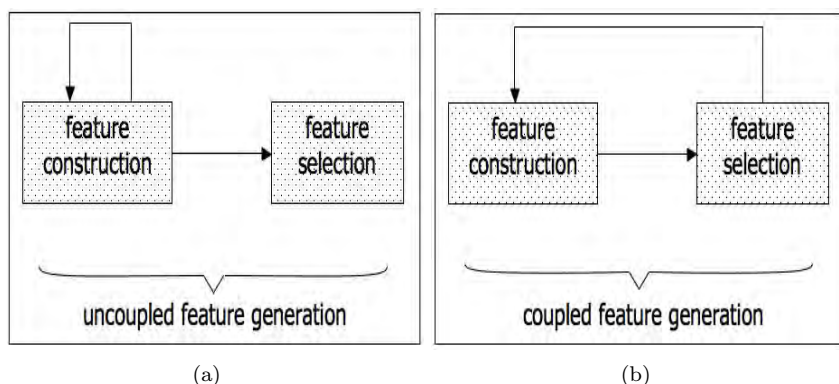 feature
construction
feature
selection
uncoupled feature generation
(a)
feature
construction
feature
selection
coupled feature generation
(b)